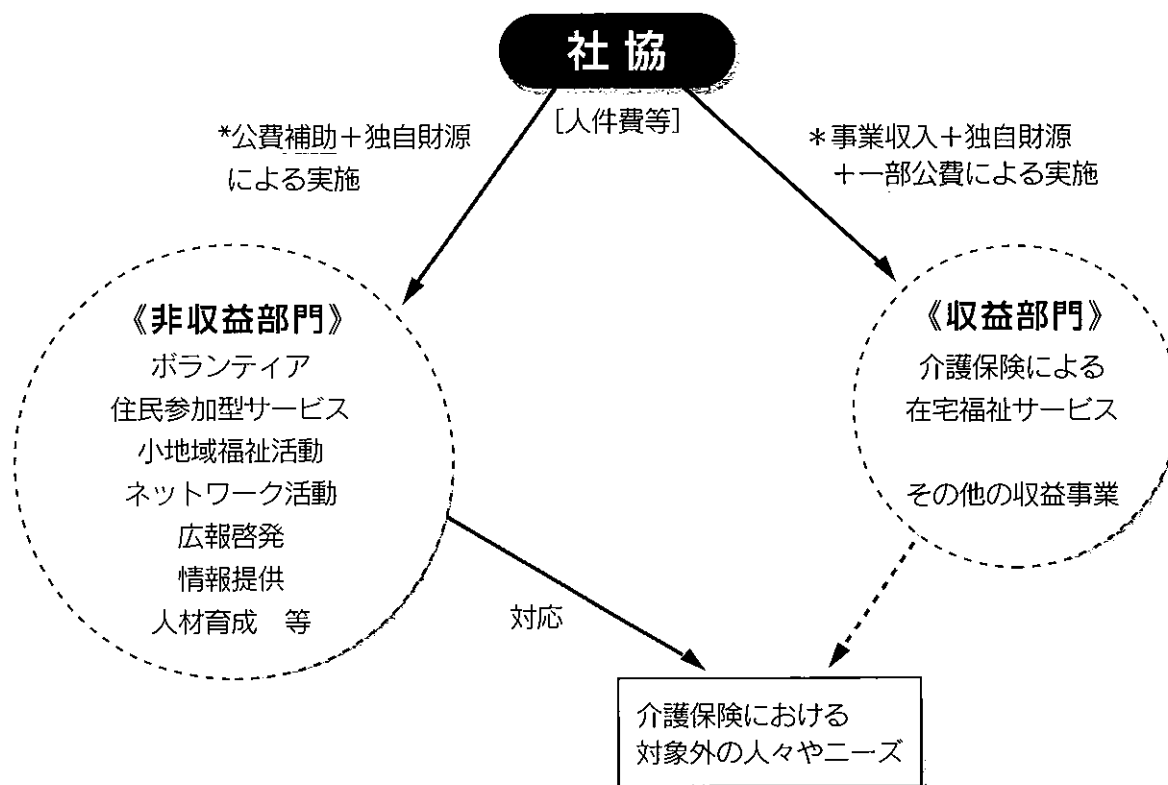 社協
[人件費等]
*公費補助+独自財源
による実施
*事業収入+独自財源
+一部公費による実施
《非収益部門》
ボランティア
住民参加型サービス
小地域福祉活動
ネットワーク活動
広報啓発
情報提供
人材育成 等
《収益部門》
介護保険による
在宅福祉サービス
その他の収益事業
対応
介護保険における
対象外の人々やニーズ